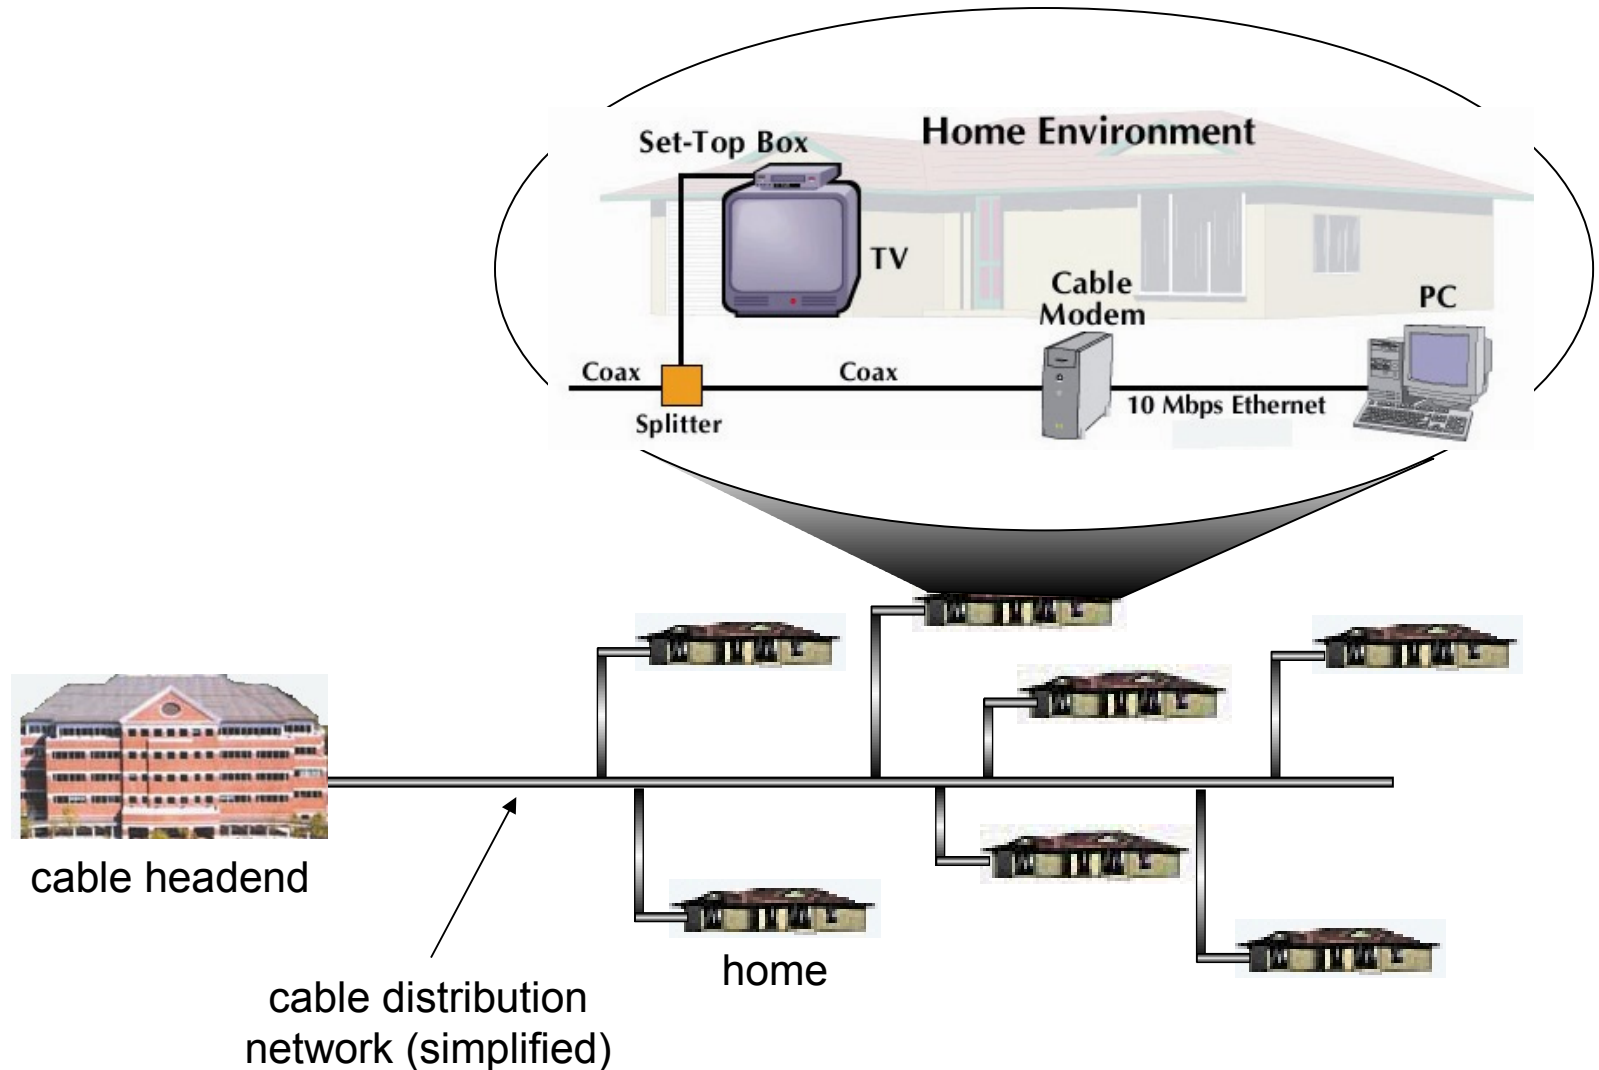 Home Environment
Set-Top Box
TV
Cable
Modem
PC
Coax
Coax
10 Mbps Ethernet
Splitter
cable headend
home
cable distribution
network (simplified)